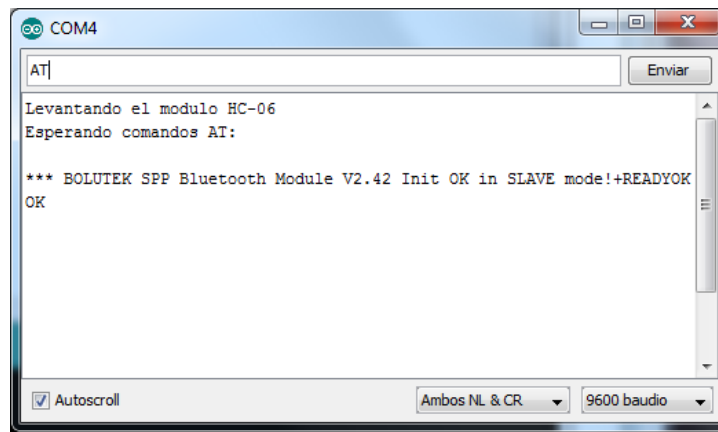 COM4
AT
Enviar
Levantando el modulo HC-06
Esperando comandos AT:
*** BOLUTEK SPP Bluetooth Module V2.42 Init OK in SLAVE mode!+READYOK
OK
Autoscroll
Ambos NL & CR
9600 baudio